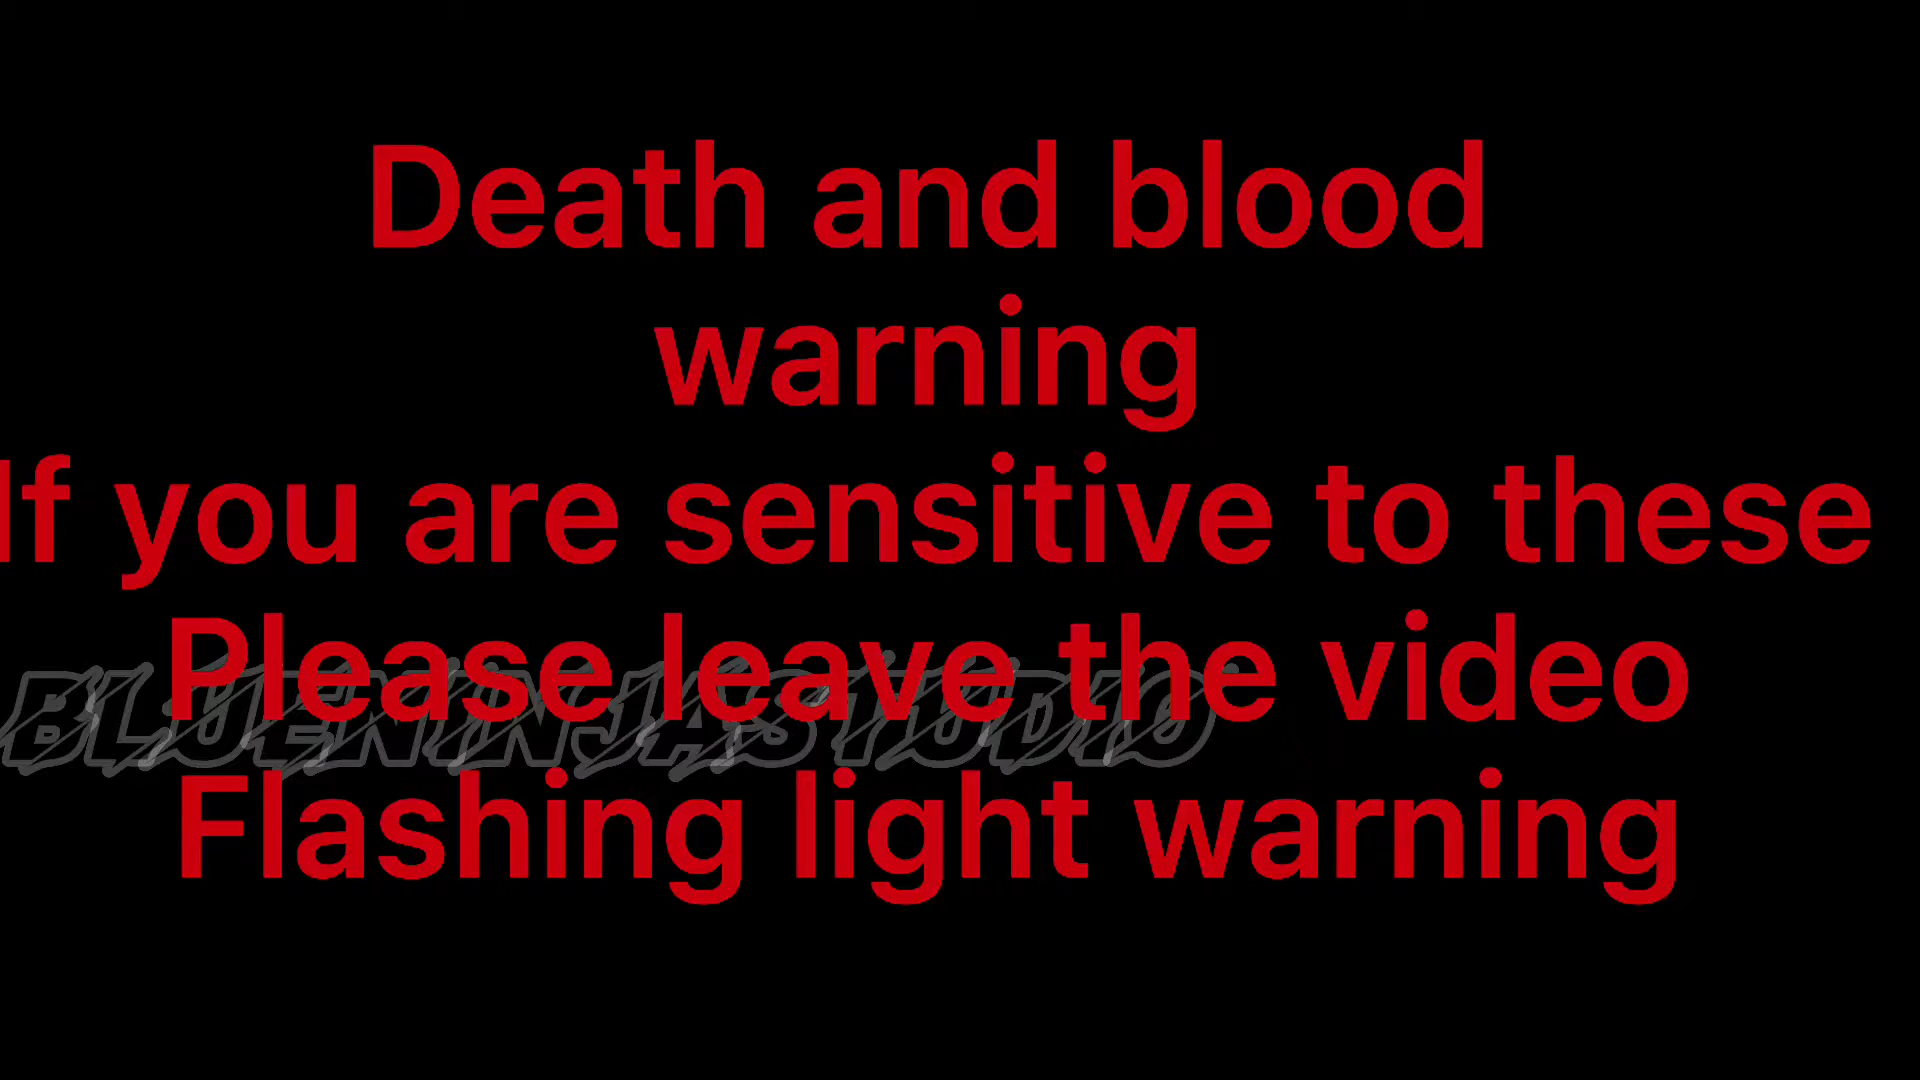 Death and blood
warning
If you are sensitive to these
Please leave the video
BLUENINJASTUDIO
Flashing light warning